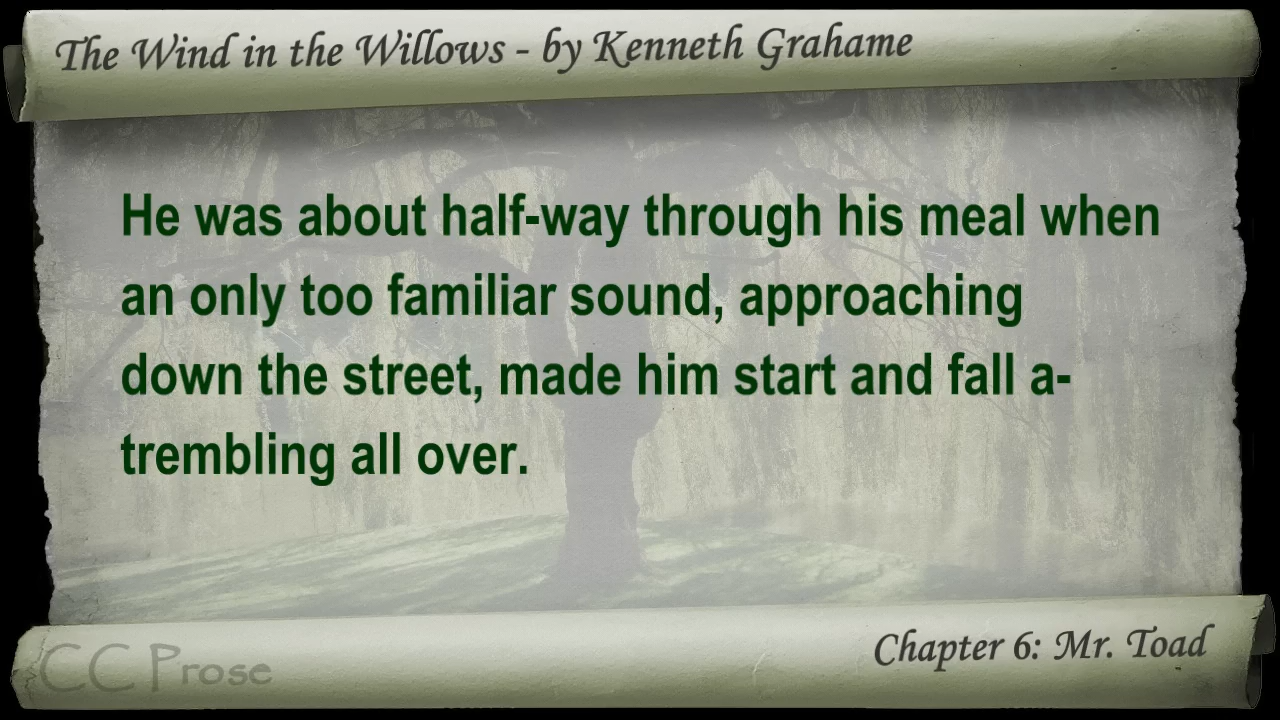 The Wind in the Willows - by Kenneth Grahame
He was about half-way through his meal when
an only too familiar sound, approaching
down the street, made him start and fall a-
trembling all over.
CC Prose
Chapter 6: Mr. Toad